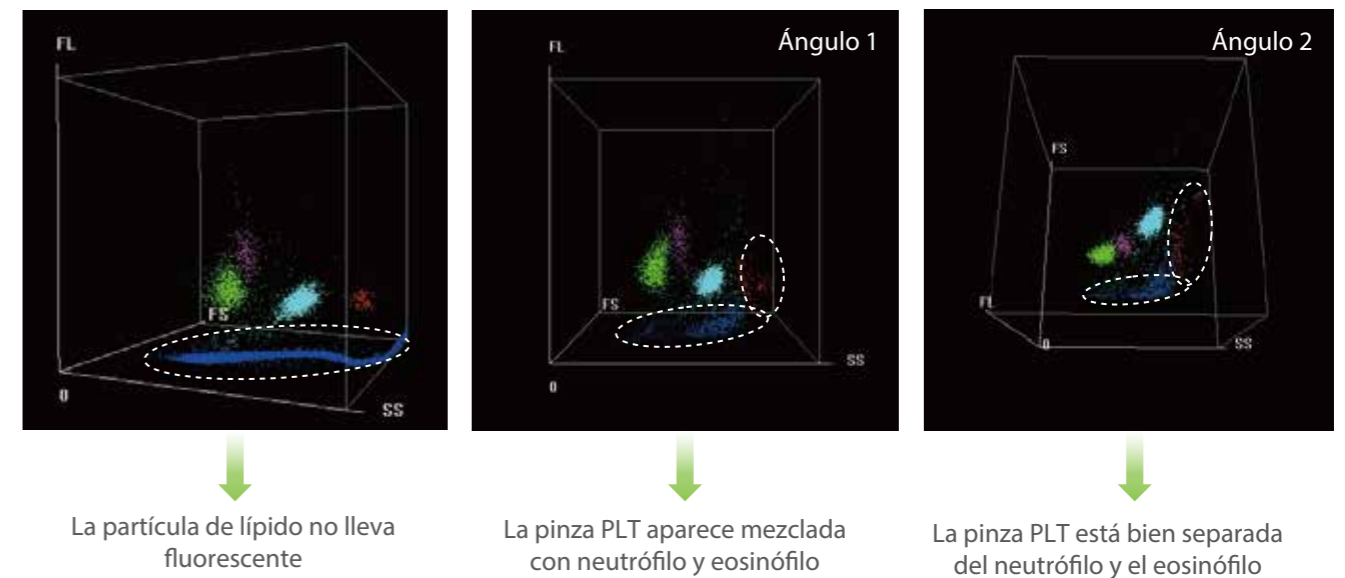 FL
FS
0
SS
La partícula de lípido no lleva
fluorescente
Ángulo 1
FL
FS
SS
0
La pinza PLT aparece mezclada
con neutrófilo y eosinófilo
Ángulo 2
FS
FL
0
SS
La pinza PLT está bien separada
del neutrófilo y el eosinófilo